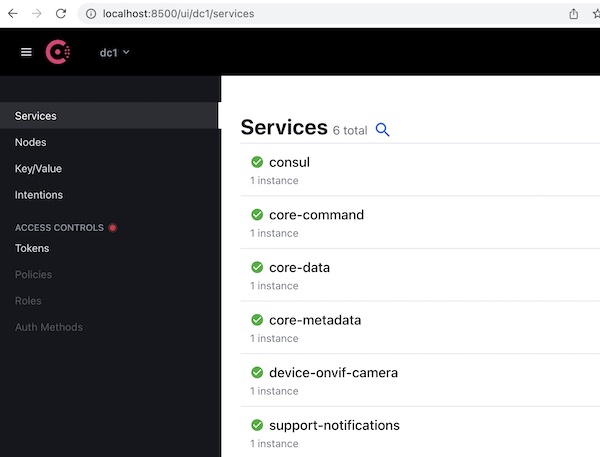 localhost:8500/ui/dc1/services
dc1
Services
Nodes
Key/Value
Intentions
ACCESS CONTROLS
Tokens
Policies
Roles
Auth Methods
Services 6 total
consul
1 instance
core-command
1 instance
core-data
1 instance
core-metadata
1 instance
device-onvif-camera
1 instance
support-notifications
1 instance